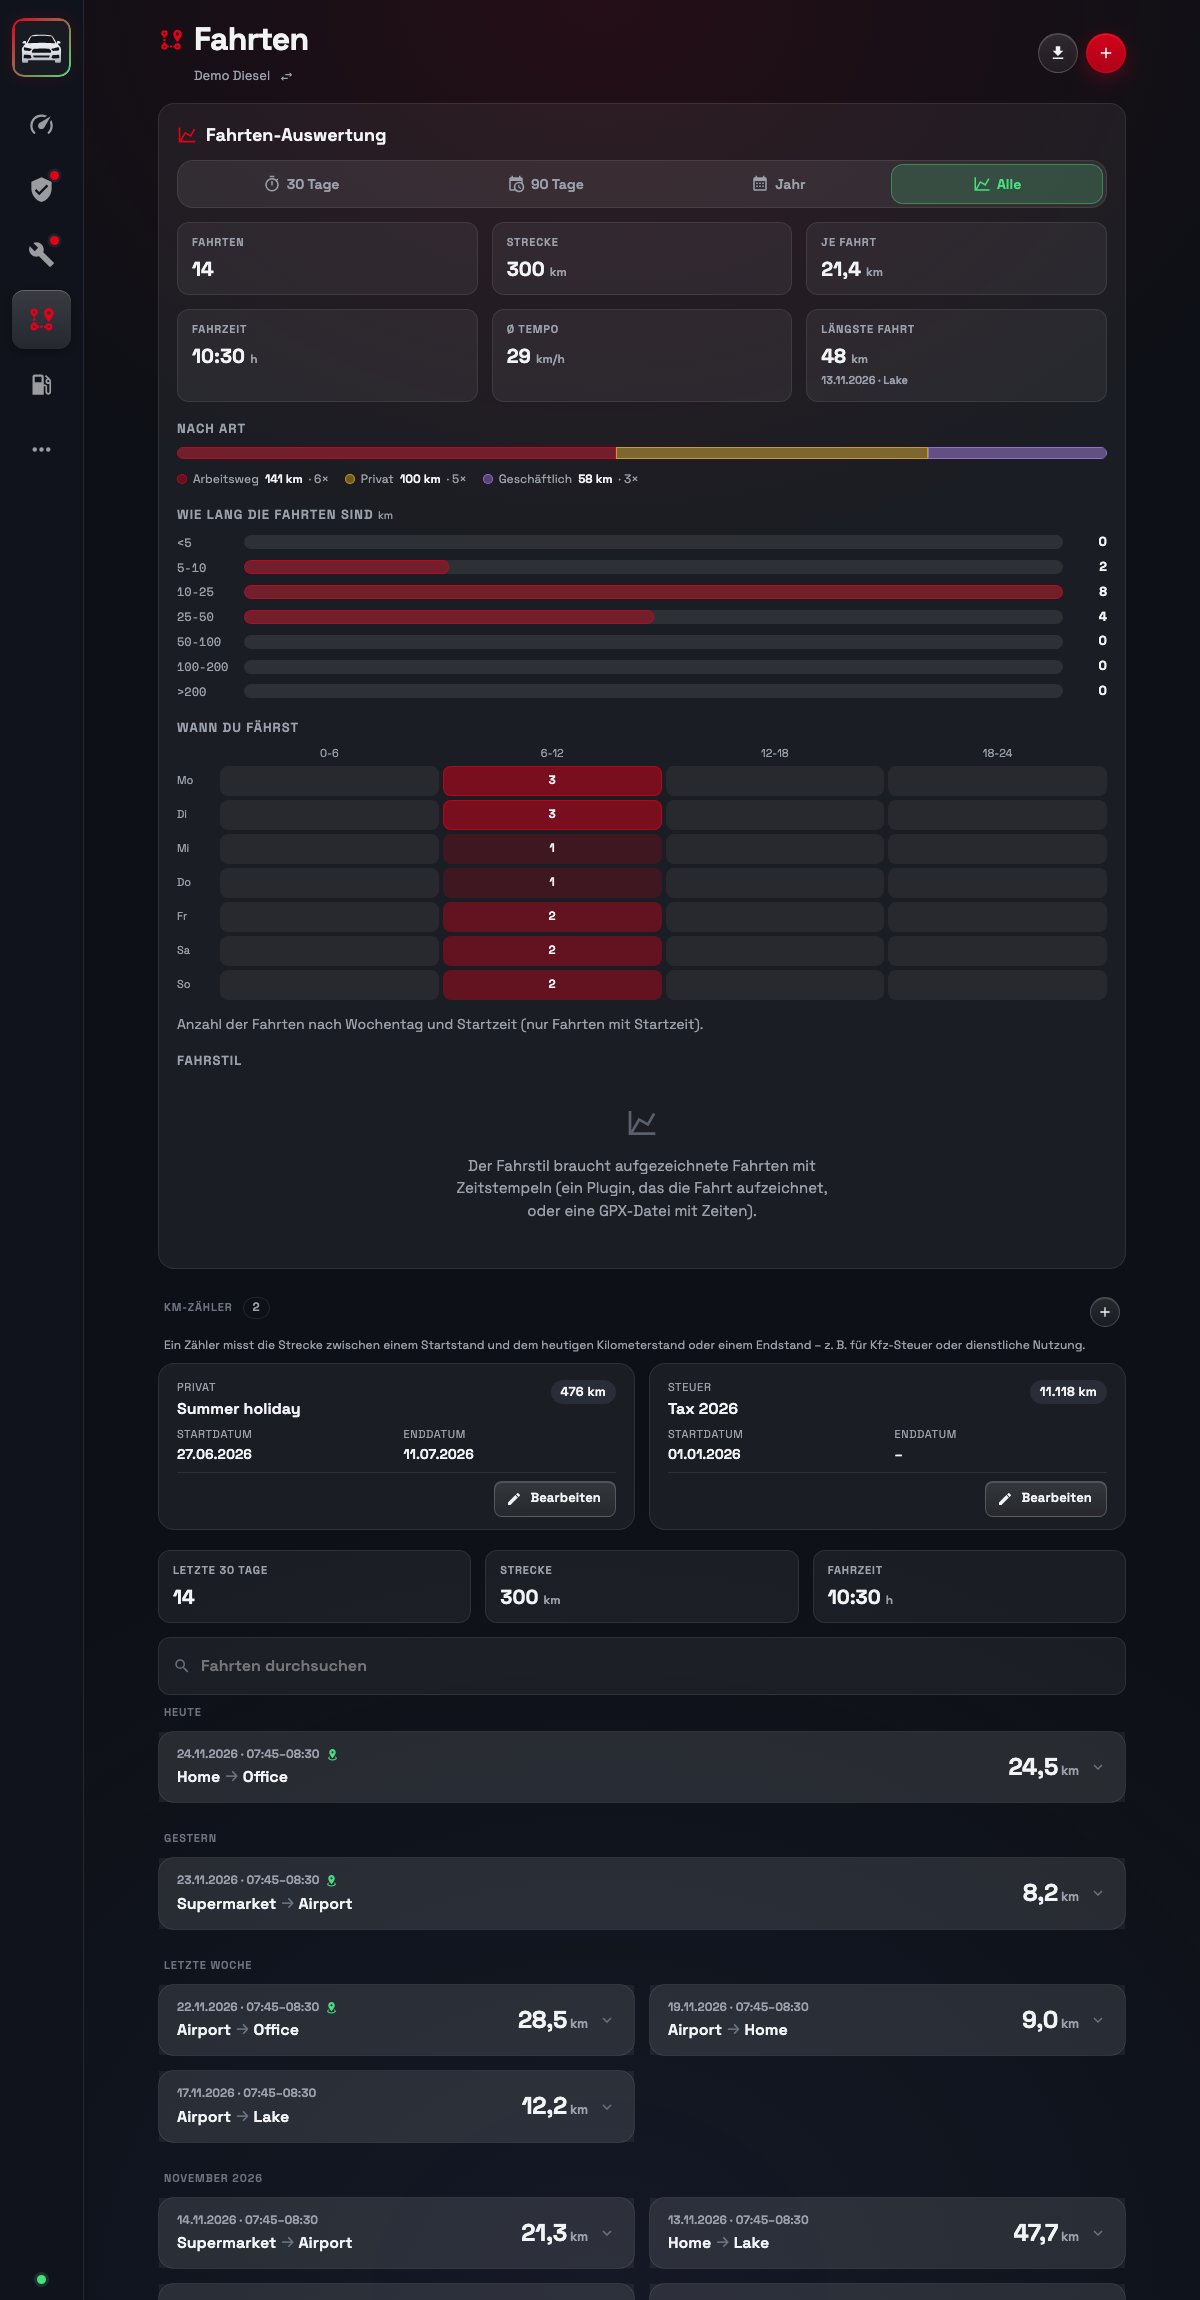 Fahrten
Demo Diesel
Fahrten-Auswertung
30 Tage
90 Tage
Jahr
Alle
FAHRTEN
14
STRECKE
300 km
JE FAHRT
21,4 km
FAHRZEIT
10:30 h
Ø TEMPO
29 km/h
LÄNGSTE FAHRT
48 km
13.11.2026 · Lake
NACH ART
Arbeitsweg 141 km · 6×
Privat 100 km · 5×
Geschäftlich 58 km · 3×
WIE LANG DIE FAHRTEN SIND km
<5 0
5-10 2
10-25 8
25-50 4
50-100 0
100-200 0
>200 0
WANN DU FÄHRST
0-6 6-12 12-18 18-24
Mo 3
Di 3
Mi 1
Do 1
Fr 2
Sa 2
So 2
Anzahl der Fahrten nach Wochentag und Startzeit (nur Fahrten mit Startzeit).
FAHRSTIL
Der Fahrstil braucht aufgezeichnete Fahrten mit
Zeitstempeln (ein Plugin, das die Fahrt aufzeichnet,
oder eine GPX-Datei mit Zeiten).
KM-ZÄHLER 2
Ein Zähler misst die Strecke zwischen einem Startstand und dem heutigen Kilometerstand oder einem Endstand – z. B. für Kfz-Steuer oder dienstliche Nutzung.
PRIVAT
Summer holiday
476 km
STARTDATUM
27.06.2026
ENDDATUM
11.07.2026
Bearbeiten
STEUER
Tax 2026
11.118 km
STARTDATUM
01.01.2026
ENDDATUM
–
Bearbeiten
LETZTE 30 TAGE
14
STRECKE
300 km
FAHRZEIT
10:30 h
Fahrten durchsuchen
HEUTE
24.11.2026 · 07:45–08:30
Home → Office
24,5 km
GESTERN
23.11.2026 · 07:45–08:30
Supermarket → Airport
8,2 km
LETZTE WOCHE
22.11.2026 · 07:45–08:30
Airport → Office
28,5 km
19.11.2026 · 07:45–08:30
Airport → Home
9,0 km
17.11.2026 · 07:45–08:30
Airport → Lake
12,2 km
NOVEMBER 2026
14.11.2026 · 07:45–08:30
Supermarket → Airport
21,3 km
13.11.2026 · 07:45–08:30
Home → Lake
47,7 km